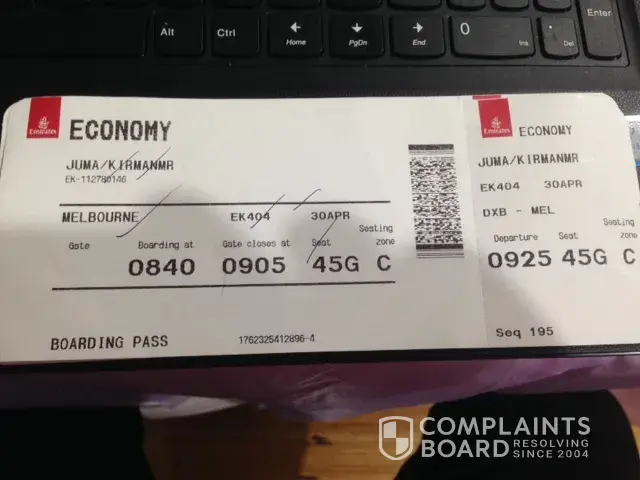 Alt
Ctrl
Home
PgDn
End
0
Ins
.
Del
Enter
Emirates
ECONOMY
JUMA/KIRMANMR
EK-112780146
MELBOURNE EK404 30APR
Gate Boarding at Gate closes at Seat Seating zone
0840 0905 45G C
BOARDING PASS 1762325412896-4
Emirates
ECONOMY
JUMA/KIRMANMR
EK404 30APR
DXB - MEL
Departure Seat Seating zone
0925 45G C
Seq 195
COMPLAINTS
BOARD RESOLVING
SINCE 2004